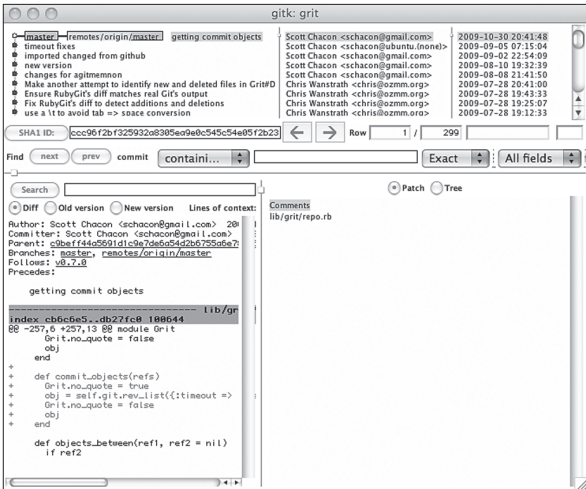 gitk: grit
master remotes/origin/master getting commit objects Scott Chacon <schacon@gmail.com> 2009-10-30 20:41:48
timeout fixes Scott Chacon <schacon@ubuntu.(none)> 2009-09-05 07:15:04
imported changed from github Scott Chacon <schacon@gmail.com> 2009-09-02 22:54:09
new version Scott Chacon <schacon@gmail.com> 2009-08-10 19:32:39
changes for agitmemnon Scott Chacon <schacon@gmail.com> 2009-08-08 21:41:50
Make another attempt to identify new and deleted files in Grit#D Chris Wanstrath <chris@ozmm.org> 2009-07-28 20:41:00
Ensure RubyGit's diff matches real Git's output Chris Wanstrath <chris@ozmm.org> 2009-07-28 19:43:33
Fix RubyGit's diff to detect additions and deletions Chris Wanstrath <chris@ozmm.org> 2009-07-28 19:25:07
use a \t to avoid tab => space conversion Chris Wanstrath <chris@ozmm.org> 2009-07-28 19:12:33
SHA1 ID: ccc96f2bf325932a0305ea9e0c545c54e05f2b23 Row 1 / 299
Find next prev commit containi... Exact All fields
Search
Patch Tree
Diff Old version New version Lines of context:
Comments
lib/grit/repo.rb
Author: Scott Chacon <schacon@gmail.com> 20
Committer: Scott Chacon <schacon@gmail.com>
Parent: c9beff44a5691d1c9e7de6a54d2b6755a6e7
Branches: master, remotes/origin/master
Follows: v0.7.0
Precedes:
getting commit objects
------------------------------- lib/gr
index cb6c6e5..db27fc0 100644
@@ -257,6 +257,13 @@ module Grit
Grit.no_quote = false
obj
end
+
+ def commit_objects(refs)
+ Grit.no_quote = true
+ obj = self.git.rev_list({:timeout =>
+ Grit.no_quote = false
+ obj
+ end
def objects_between(ref1, ref2 = nil)
if ref2